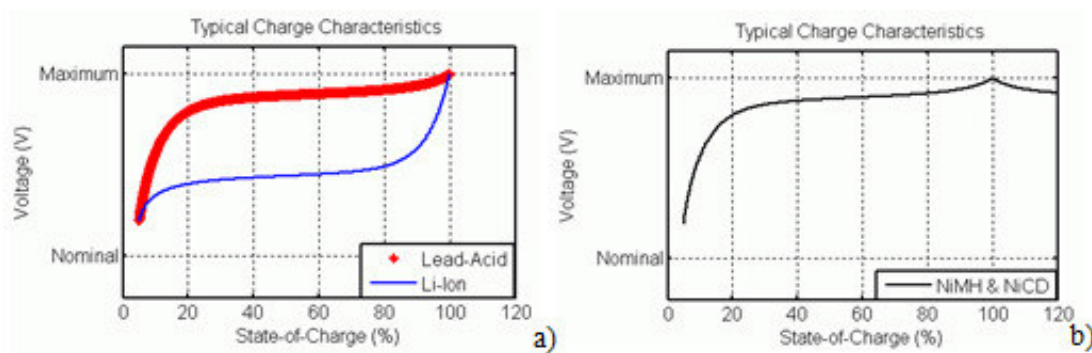 Typical Charge Characteristics
Maximum
Voltage (V)
Nominal
Lead-Acid
Li-Ion
0 20 40 60 80 100 120
State-of-Charge (%)
a)
Typical Charge Characteristics
Maximum
Voltage (V)
Nominal
NiMH & NiCD
0 20 40 60 80 100 120
State-of-Charge (%)
b)